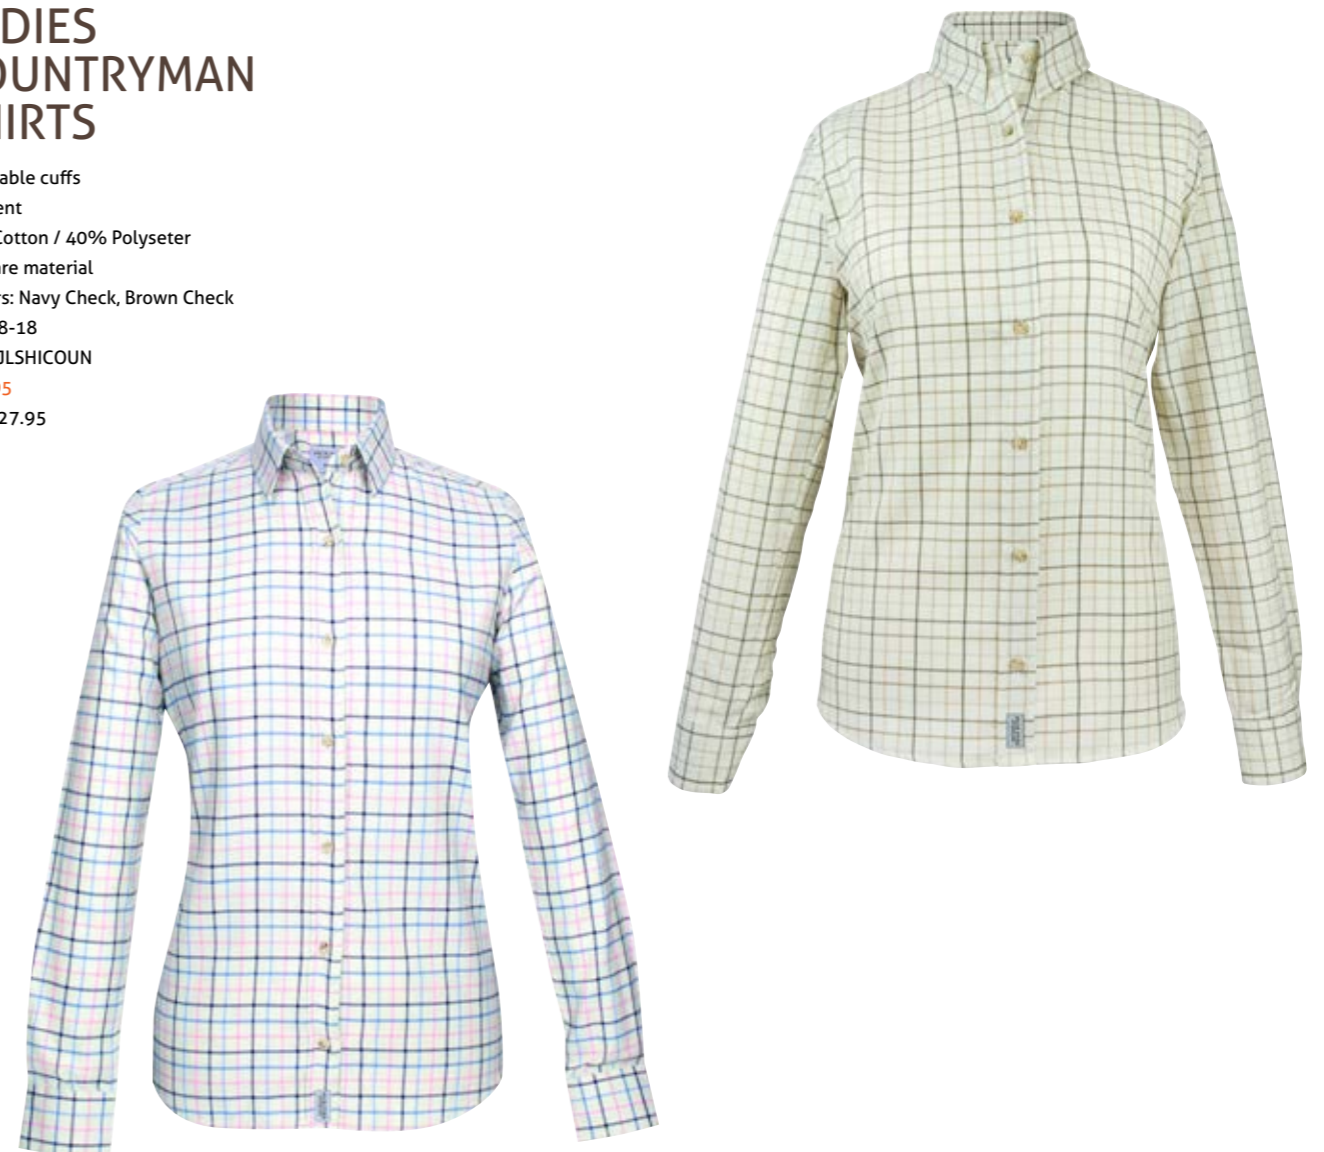 DIES
OUNTRYMAN
IRTS
able cuffs
ent
Cotton / 40% Polyseter
re material
s: Navy Check, Brown Check
8-18
JLSHICOUN
5
27.95